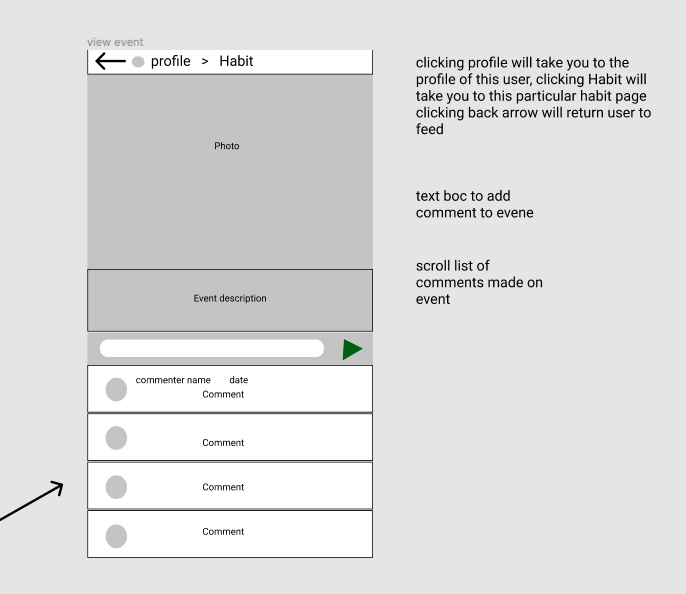 view event
profile > Habit
Photo
Event description
commenter name date
Comment
Comment
Comment
Comment
clicking profile will take you to the
profile of this user, clicking Habit will
take you to this particular habit page
clicking back arrow will return user to
feed
text boc to add
comment to evene
scroll list of
comments made on
event